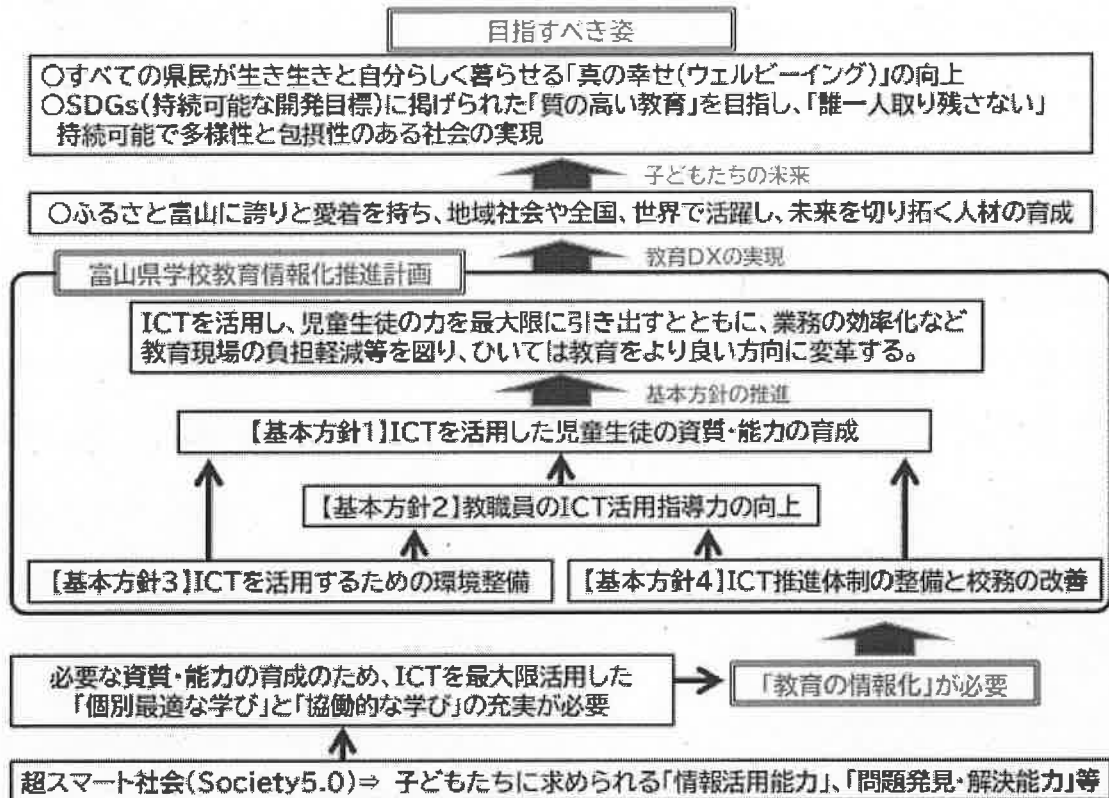 目指すべき姿
○すべての県民が生き生きと自分らしく暮らせる「真の幸せ(ウェルビーイング)」の向上
○SDGs(持続可能な開発目標)に掲げられた「質の高い教育」を目指し、「誰一人取り残さない」
持続可能で多様性と包摂性のある社会の実現
子どもたちの未来
○ふるさと富山に誇りと愛着を持ち、地域社会や全国、世界で活躍し、未来を切り拓く人材の育成
教育DXの実現
富山県学校教育情報化推進計画
ICTを活用し、児童生徒の力を最大限に引き出すとともに、業務の効率化など
教育現場の負担軽減等を図り、ひいては教育をより良い方向に変革する。
基本方針の推進
【基本方針1】ICTを活用した児童生徒の資質・能力の育成
【基本方針2】教職員のICT活用指導力の向上
【基本方針3】ICTを活用するための環境整備
【基本方針4】ICT推進体制の整備と校務の改善
必要な資質・能力の育成のため、ICTを最大限活用した
「個別最適な学び」と「協働的な学び」の充実が必要
「教育の情報化」が必要
超スマート社会(Society5.0)⇒ 子どもたちに求められる「情報活用能力」、「問題発見・解決能力」等